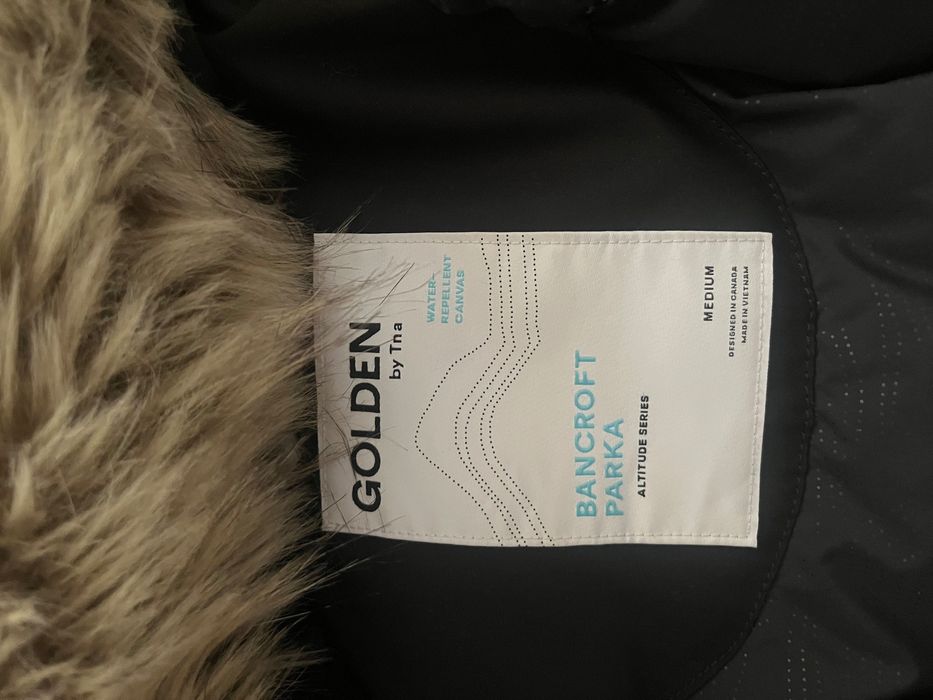 GOLDEN
by Tna
WATER-
REPELLENT
CANVAS
BANCROFT
PARKA
ALTITUDE SERIES
MEDIUM
DESIGNED IN CANADA
MADE IN VIETNAM